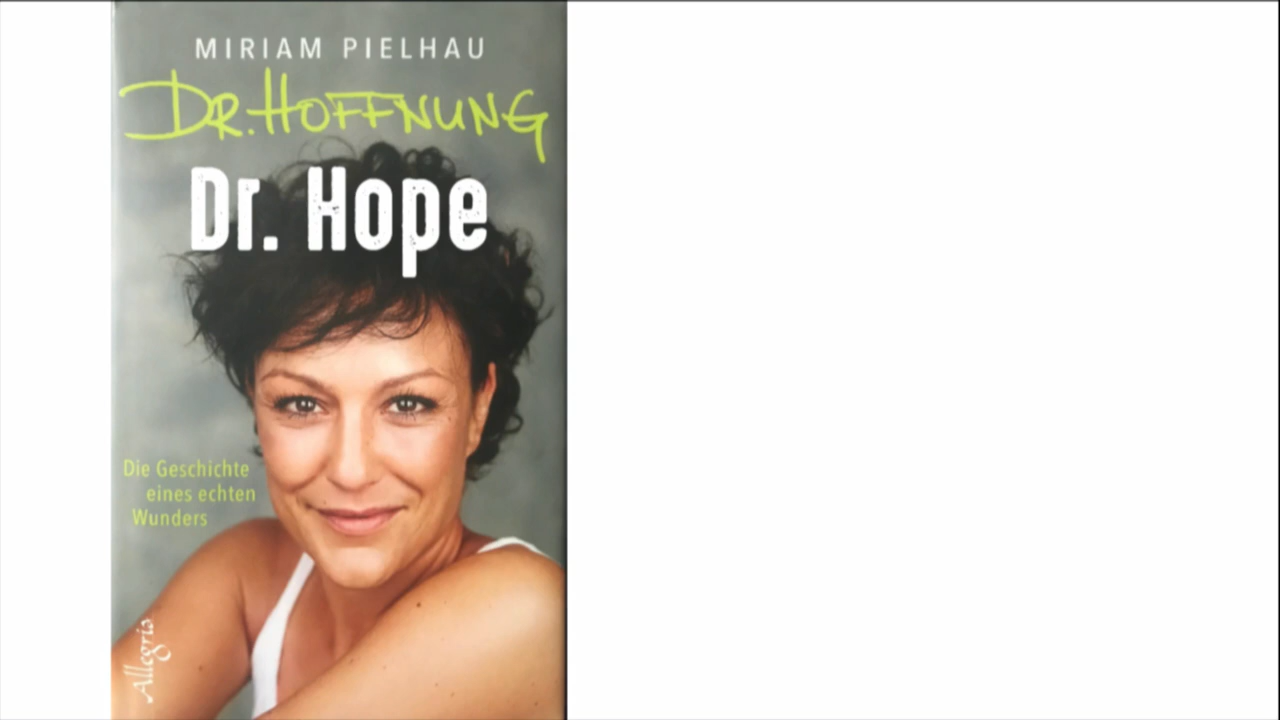 MIRIAM PIELHAU
DR. HOFFNUNG
Dr. Hope
Die Geschichte
eines echten
Wunders
Allegria